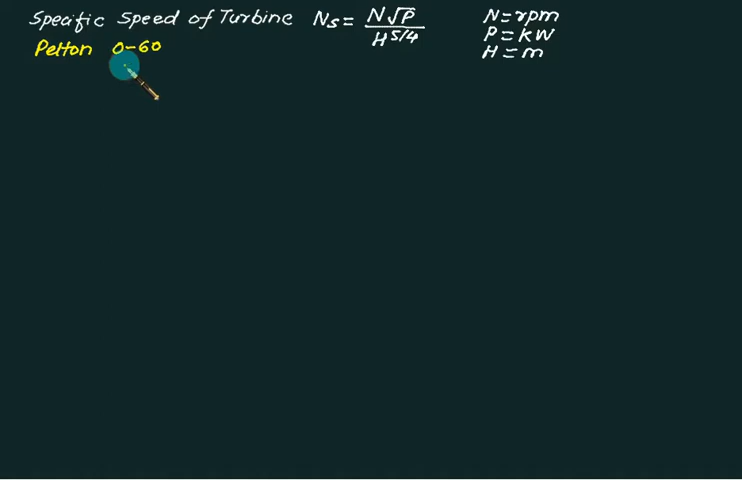 Specific Speed of Turbine Ns = N√P / H^5/4
N = rpm
P = kW
H = m
Pelton 0-60